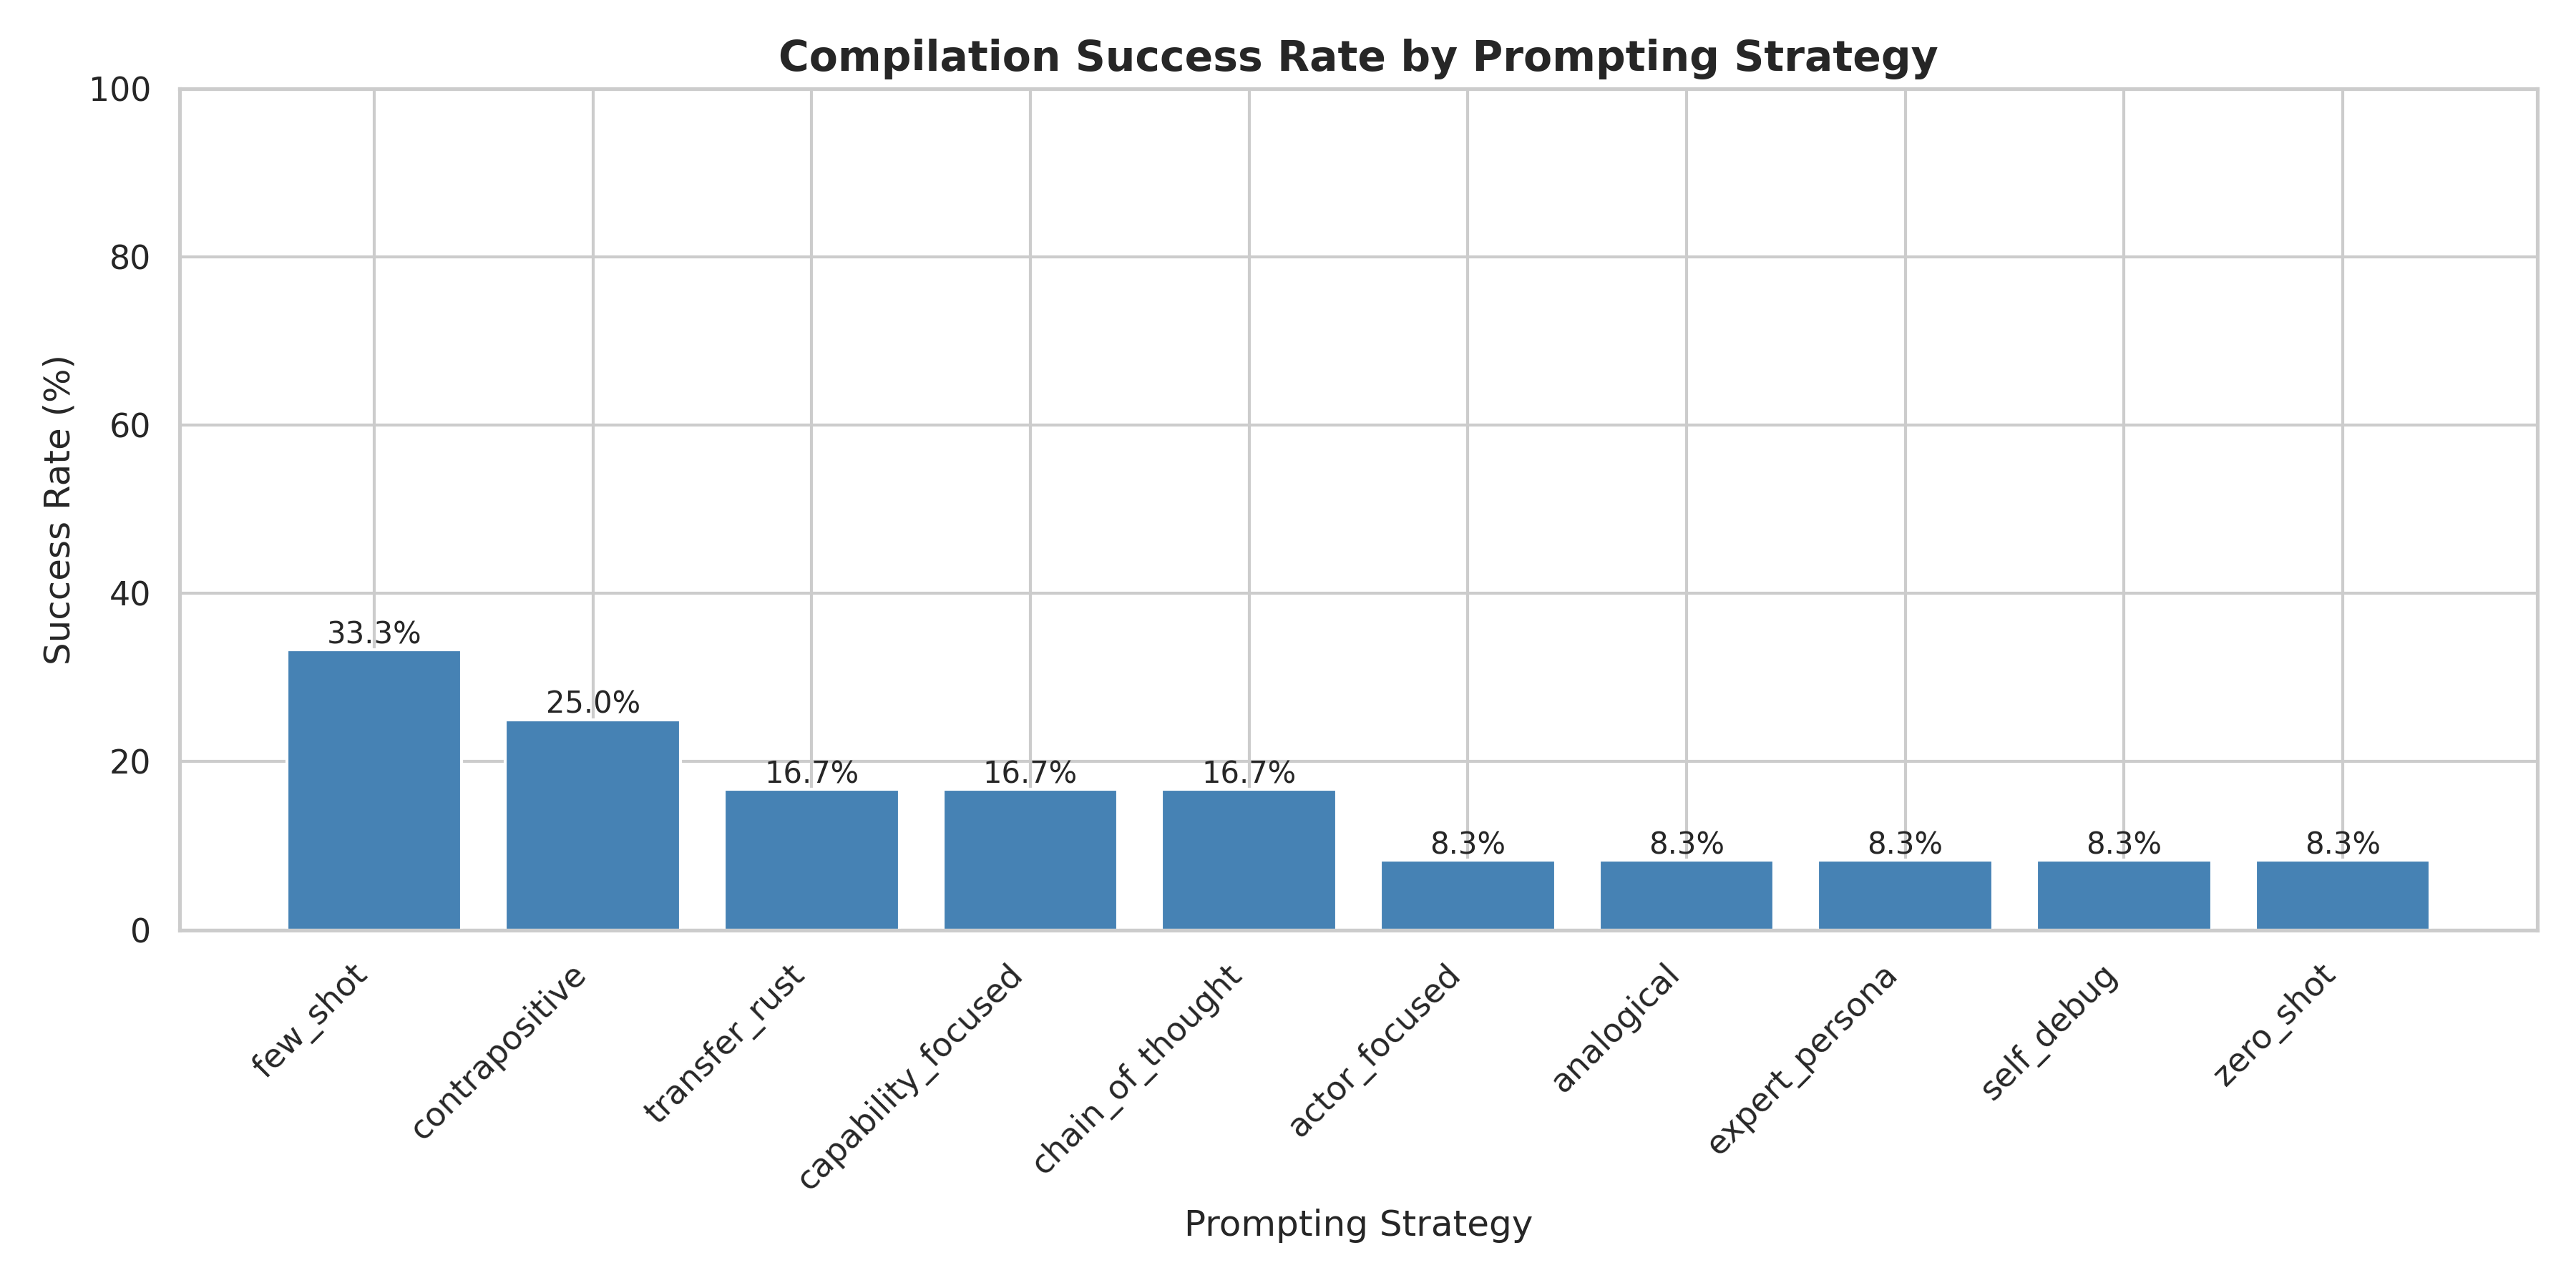 Compilation Success Rate by Prompting Strategy
Success Rate (%)
100
80
60
40
20
0
33.3%
25.0%
16.7%
16.7%
16.7%
8.3%
8.3%
8.3%
8.3%
8.3%
few_shot
contrapositive
transfer_rust
capability_focused
chain_of_thought
actor_focused
analogical
expert_persona
self_debug
zero_shot
Prompting Strategy